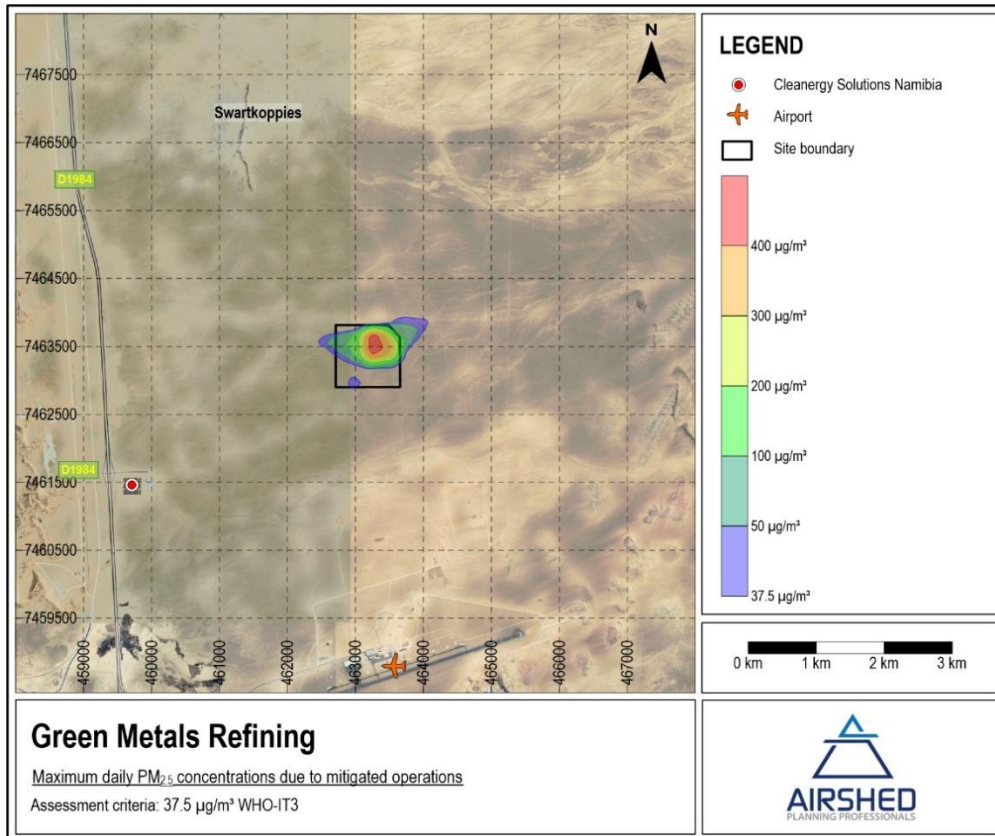 N
LEGEND
Cleanergy Solutions Namibia
Airport
Site boundary
400 µg/m³
300 µg/m³
200 µg/m³
100 µg/m³
50 µg/m³
37.5 µg/m³
0 km 1 km 2 km 3 km
7467500
Swartkoppies
7466500
D1984
7465500
7464500
7463500
7462500
D1984
7461500
7460500
7459500
459000 460000 461000 462000 463000 464000 465000 466000 467000
Green Metals Refining
Maximum daily PM2.5 concentrations due to mitigated operations
Assessment criteria: 37.5 µg/m³ WHO-IT3
AIRSHED
PLANNING PROFESSIONALS